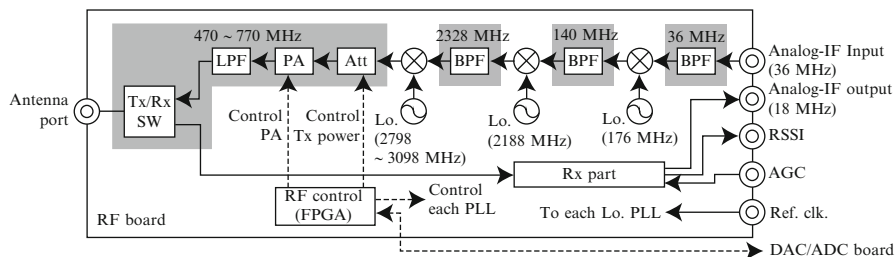 470 ~ 770 MHz
2328 MHz
140 MHz
36 MHz
LPF
PA
Att
BPF
BPF
BPF
Analog-IF Input
(36 MHz)
Antenna
port
Tx/Rx
SW
Control
PA
Control
Tx power
Lo.
(2798
~ 3098 MHz)
Lo.
(2188 MHz)
Lo.
(176 MHz)
Analog-IF output
(18 MHz)
RSSI
Rx part
AGC
RF control
(FPGA)
Control
each PLL
To each Lo. PLL
Ref. clk.
RF board
DAC/ADC board